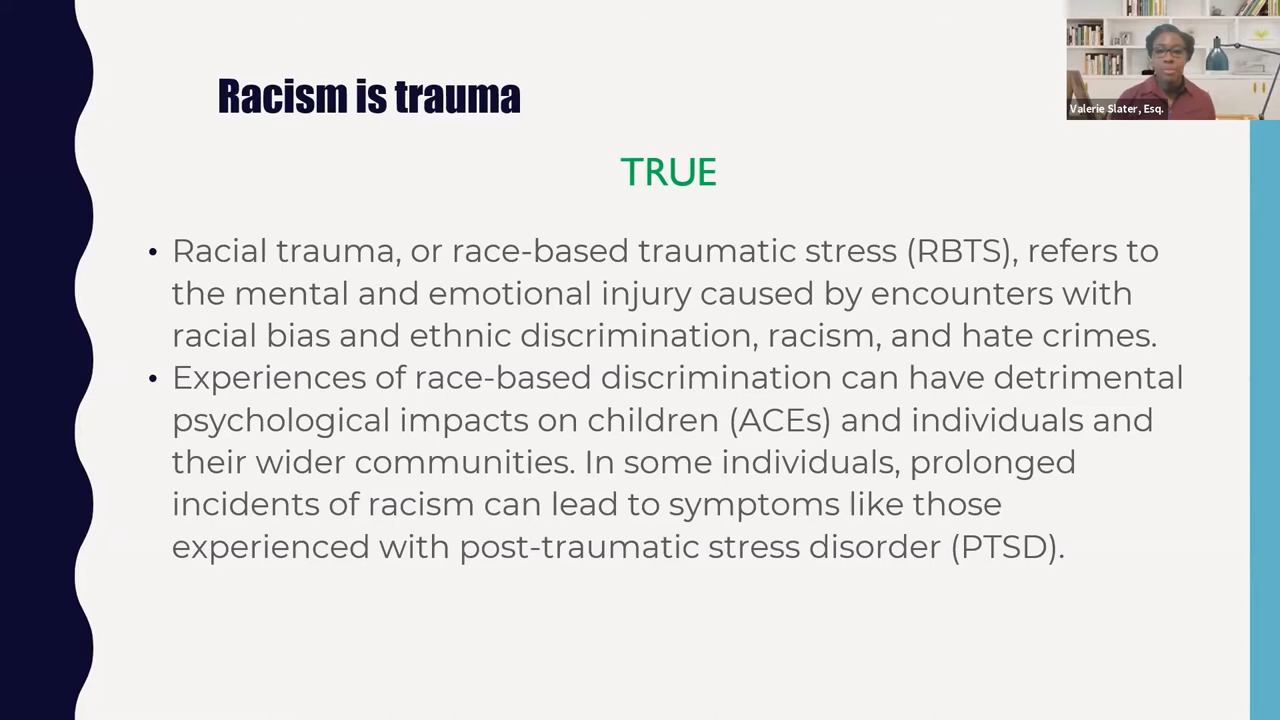 Racism is trauma
Valerie Slater, Esq.
TRUE
• Racial trauma, or race-based traumatic stress (RBTS), refers to
the mental and emotional injury caused by encounters with
racial bias and ethnic discrimination, racism, and hate crimes.
• Experiences of race-based discrimination can have detrimental
psychological impacts on children (ACEs) and individuals and
their wider communities. In some individuals, prolonged
incidents of racism can lead to symptoms like those
experienced with post-traumatic stress disorder (PTSD).